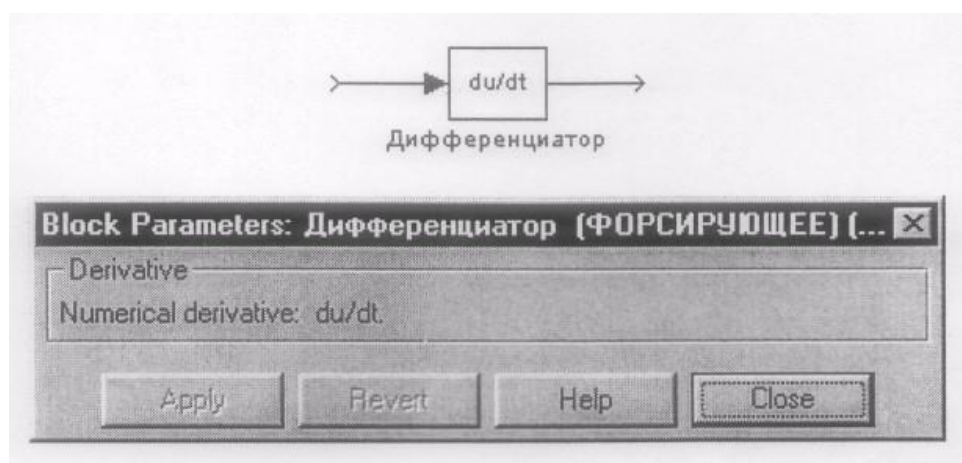 du/dt
Дифференциатор
Block Parameters: Дифференциатор (ФОРСИРУЮЩЕЕ) (...
Derivative
Numerical derivative: du/dt.
Apply Revert Help Close